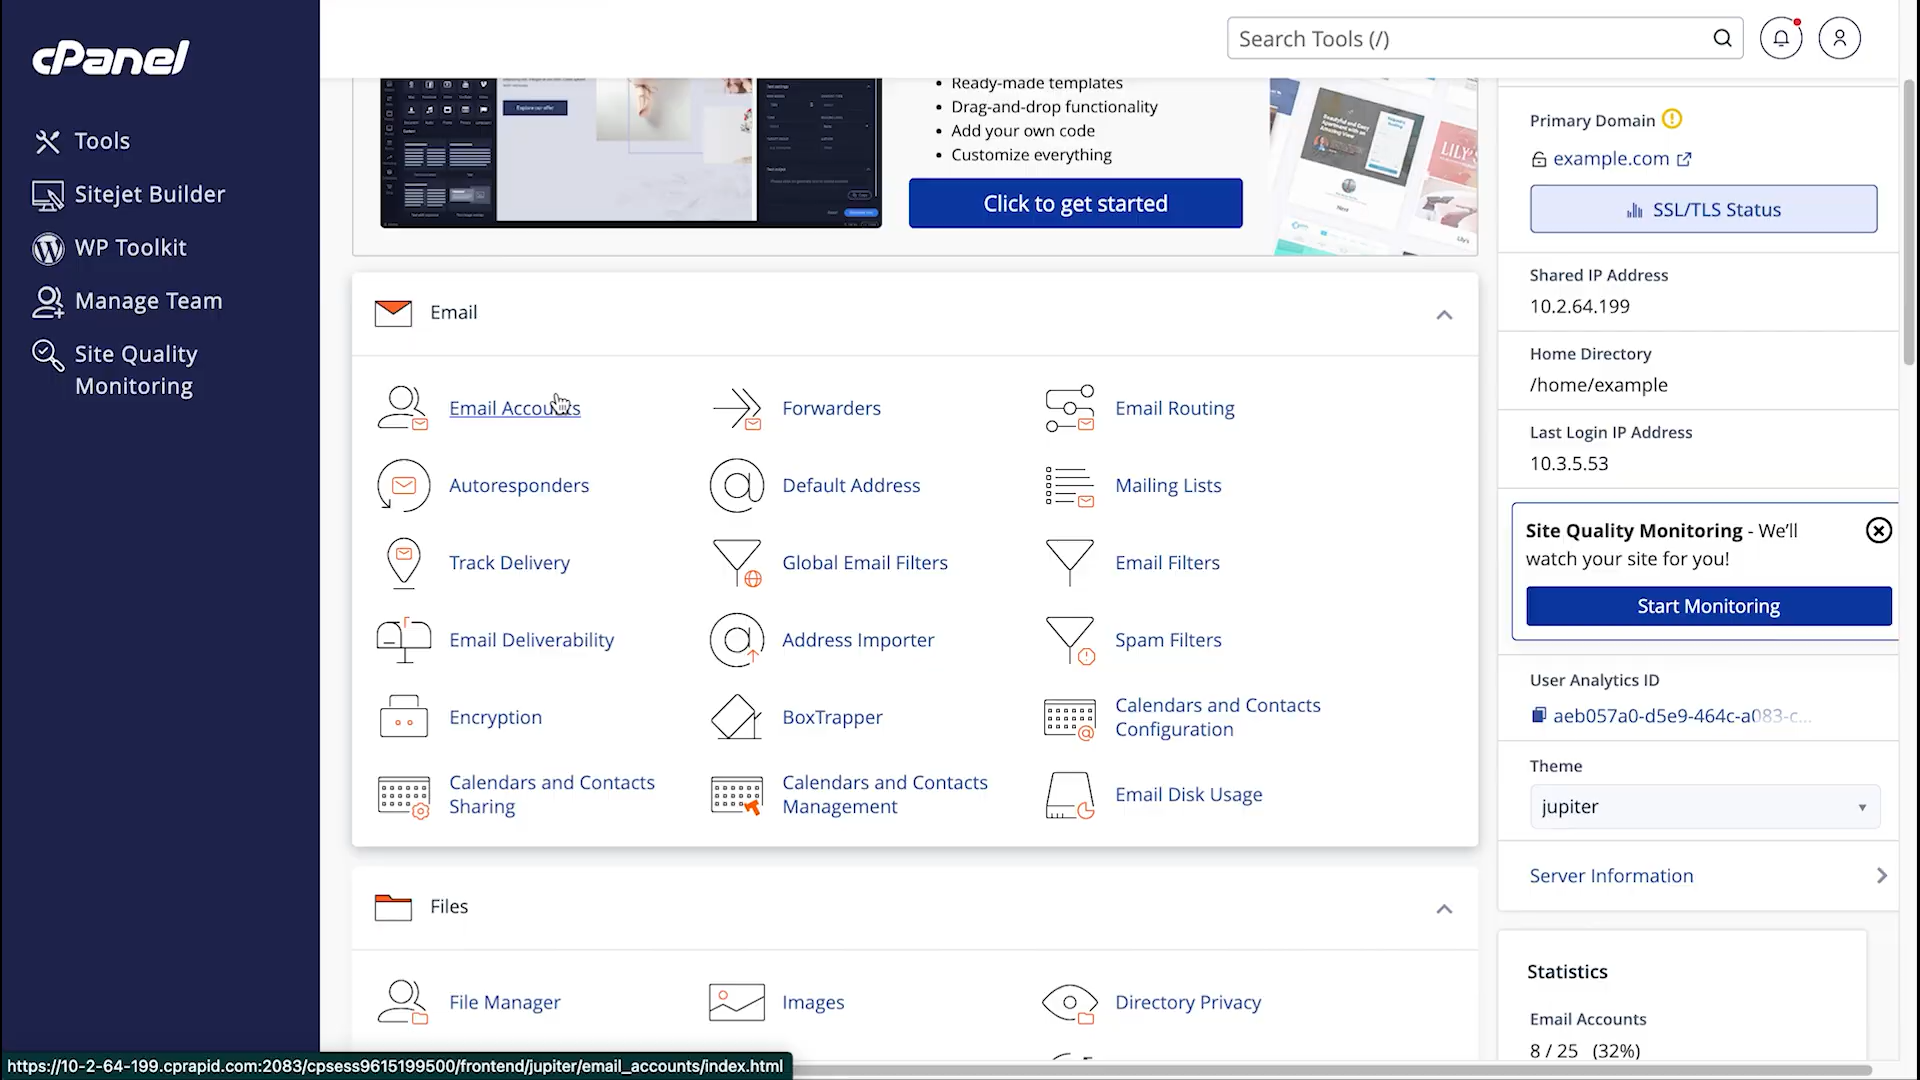 cPanel
Search Tools (/)
Tools
Sitejet Builder
WP Toolkit
Manage Team
Site Quality
Monitoring
Explore our offer
• Ready-made templates
• Drag-and-drop functionality
• Add your own code
• Customize everything
Click to get started
LILY'S
Primary Domain
example.com
SSL/TLS Status
Shared IP Address
10.2.64.199
Home Directory
/home/example
Last Login IP Address
10.3.5.53
Site Quality Monitoring - We'll
watch your site for you!
Start Monitoring
User Analytics ID
aeb057a0-d5e9-464c-a083-c...
Theme
jupiter
Server Information
Statistics
Email Accounts
8 / 25 (32%)
Email
Email Accounts
Forwarders
Email Routing
Autoresponders
Default Address
Mailing Lists
Track Delivery
Global Email Filters
Email Filters
Email Deliverability
Address Importer
Spam Filters
Encryption
BoxTrapper
Calendars and Contacts
Configuration
Calendars and Contacts
Sharing
Calendars and Contacts
Management
Email Disk Usage
Files
File Manager
Images
Directory Privacy
https://10-2-64-199.cprapid.com:2083/cpsess9615199500/frontend/jupiter/email_accounts/index.html